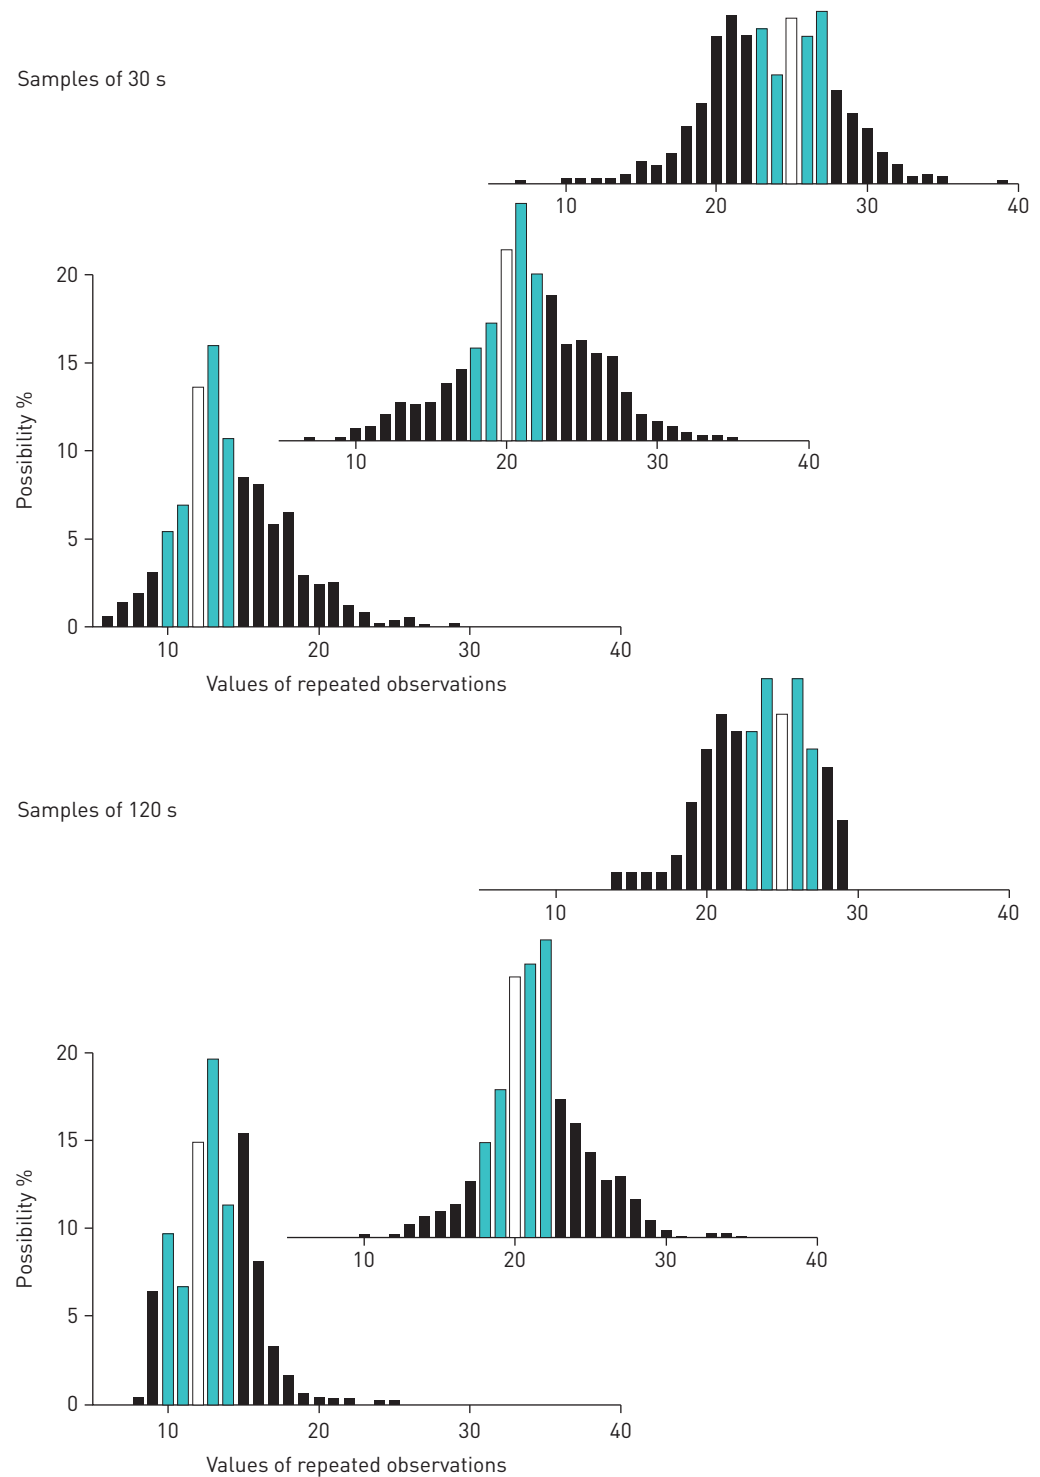 Samples of 30 s
10 20 30 40
20
15
10
5
0
Possibility %
10 20 30 40
10 20 30 40
Values of repeated observations
Samples of 120 s
10 20 30 40
20
15
10
5
0
Possibility %
10 20 30 40
10 20 30 40
Values of repeated observations